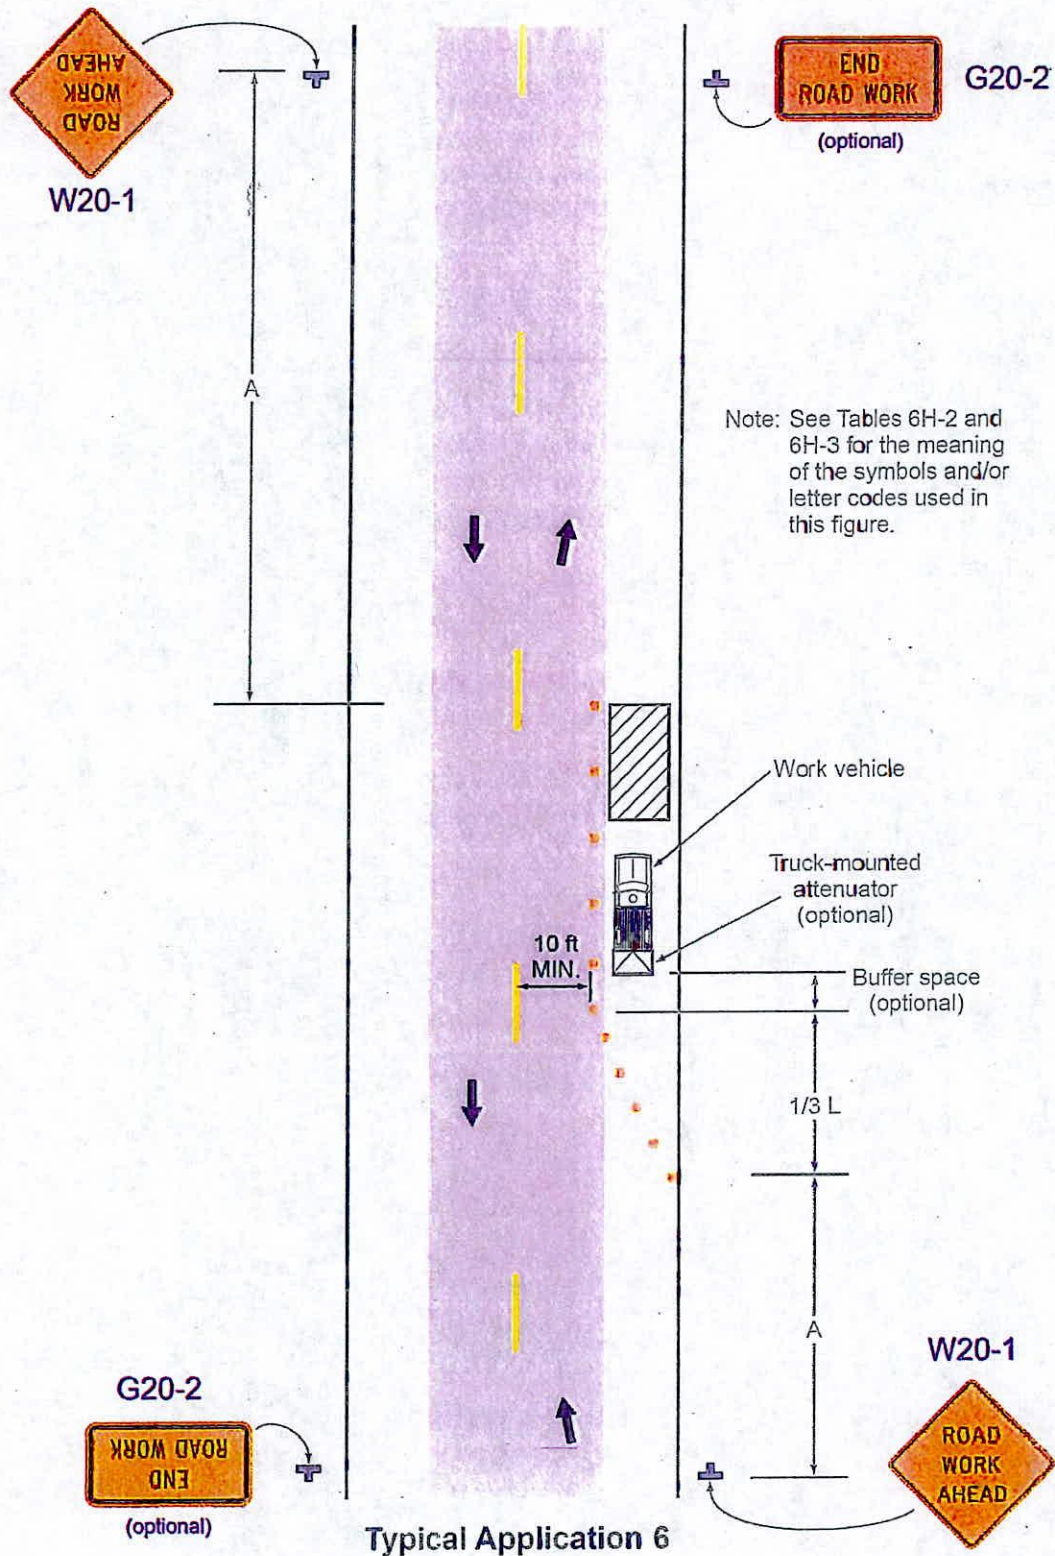 ROAD
WORK
AHEAD
W20-1
END
ROAD WORK
(optional)
G20-2
A
Note: See Tables 6H-2 and
6H-3 for the meaning
of the symbols and/or
letter codes used in
this figure.
Work vehicle
Truck-mounted
attenuator
(optional)
10 ft
MIN.
Buffer space
(optional)
1/3 L
A
G20-2
END
ROAD WORK
(optional)
W20-1
ROAD
WORK
AHEAD
Typical Application 6